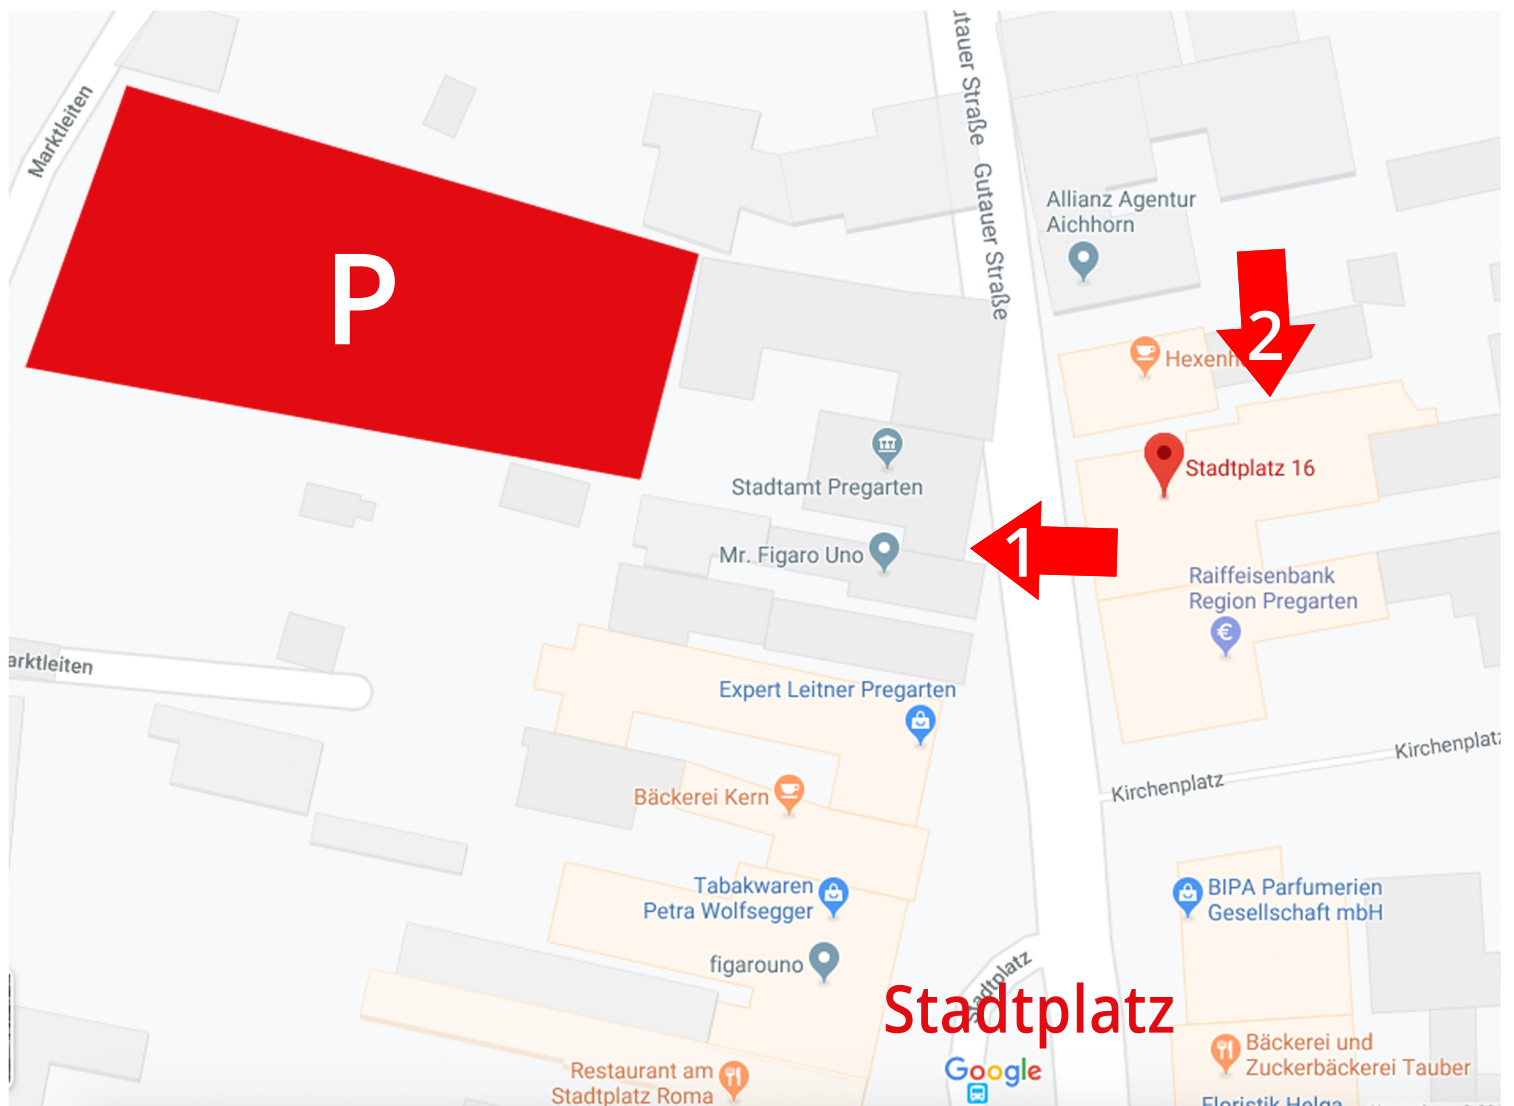 Gutauer Straße
Marktleiten
Gutauer Straße
Allianz Agentur
Aichhorn
P
2
Hexenh
Stadtamt Pregarten
Stadtplatz 16
1
Mr. Figaro Uno
Raiffeisenbank
Region Pregarten
€
arktleiten
Expert Leitner Pregarten
Kirchenplatz
Kirchenplatz
Bäckerei Kern
Tabakwaren
Petra Wolfsegger
BIPA Parfumerien
Gesellschaft mbH
figarouno
Stadtplatz
Stadtplatz
Bäckerei und
Zuckerbäckerei Tauber
Restaurant am
Stadtplatz Roma
Google
Floristik Helga